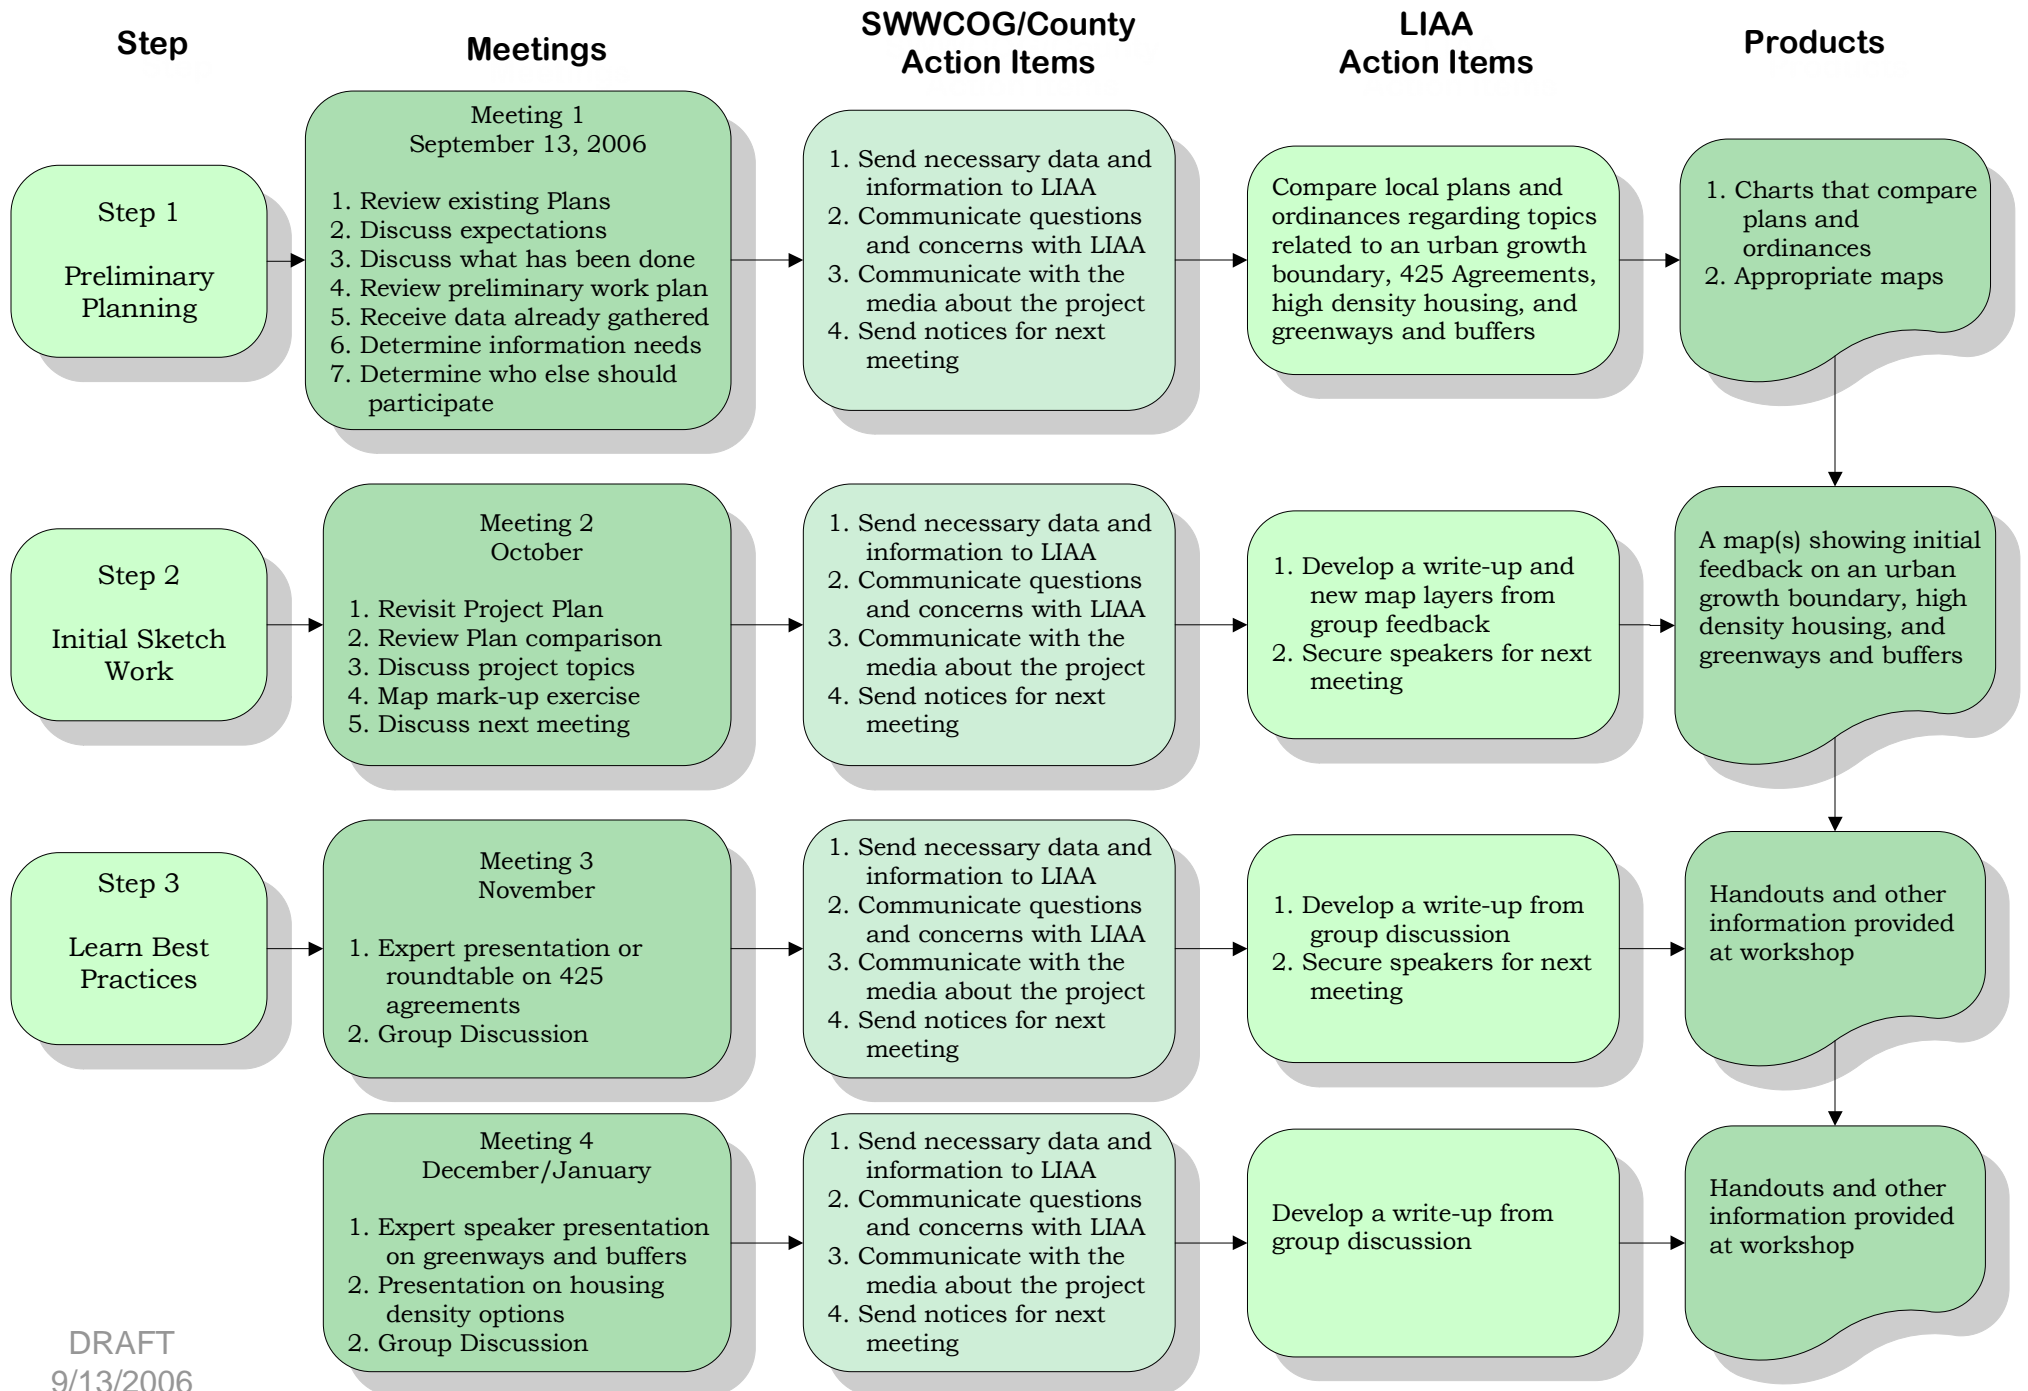 Step
Meetings
SWWCOG/County
Action Items
LIAA
Action Items
Products
Step 1
Preliminary
Planning
Meeting 1
September 13, 2006
1. Review existing Plans
2. Discuss expectations
3. Discuss what has been done
4. Review preliminary work plan
5. Receive data already gathered
6. Determine information needs
7. Determine who else should
participate
1. Send necessary data and
information to LIAA
2. Communicate questions
and concerns with LIAA
3. Communicate with the
media about the project
4. Send notices for next
meeting
Compare local plans and
ordinances regarding topics
related to an urban growth
boundary, 425 Agreements,
high density housing, and
greenways and buffers
1. Charts that compare
plans and
ordinances
2. Appropriate maps
Step 2
Initial Sketch
Work
Meeting 2
October
1. Revisit Project Plan
2. Review Plan comparison
3. Discuss project topics
4. Map mark-up exercise
5. Discuss next meeting
1. Send necessary data and
information to LIAA
2. Communicate questions
and concerns with LIAA
3. Communicate with the
media about the project
4. Send notices for next
meeting
1. Develop a write-up and
new map layers from
group feedback
2. Secure speakers for next
meeting
A map(s) showing initial
feedback on an urban
growth boundary, high
density housing, and
greenways and buffers
Step 3
Learn Best
Practices
Meeting 3
November
1. Expert presentation or
roundtable on 425
agreements
2. Group Discussion
1. Send necessary data and
information to LIAA
2. Communicate questions
and concerns with LIAA
3. Communicate with the
media about the project
4. Send notices for next
meeting
1. Develop a write-up from
group discussion
2. Secure speakers for next
meeting
Handouts and other
information provided
at workshop
Meeting 4
December/January
1. Expert speaker presentation
on greenways and buffers
2. Presentation on housing
density options
2. Group Discussion
1. Send necessary data and
information to LIAA
2. Communicate questions
and concerns with LIAA
3. Communicate with the
media about the project
4. Send notices for next
meeting
Develop a write-up from
group discussion
Handouts and other
information provided
at workshop
DRAFT
9/13/2006